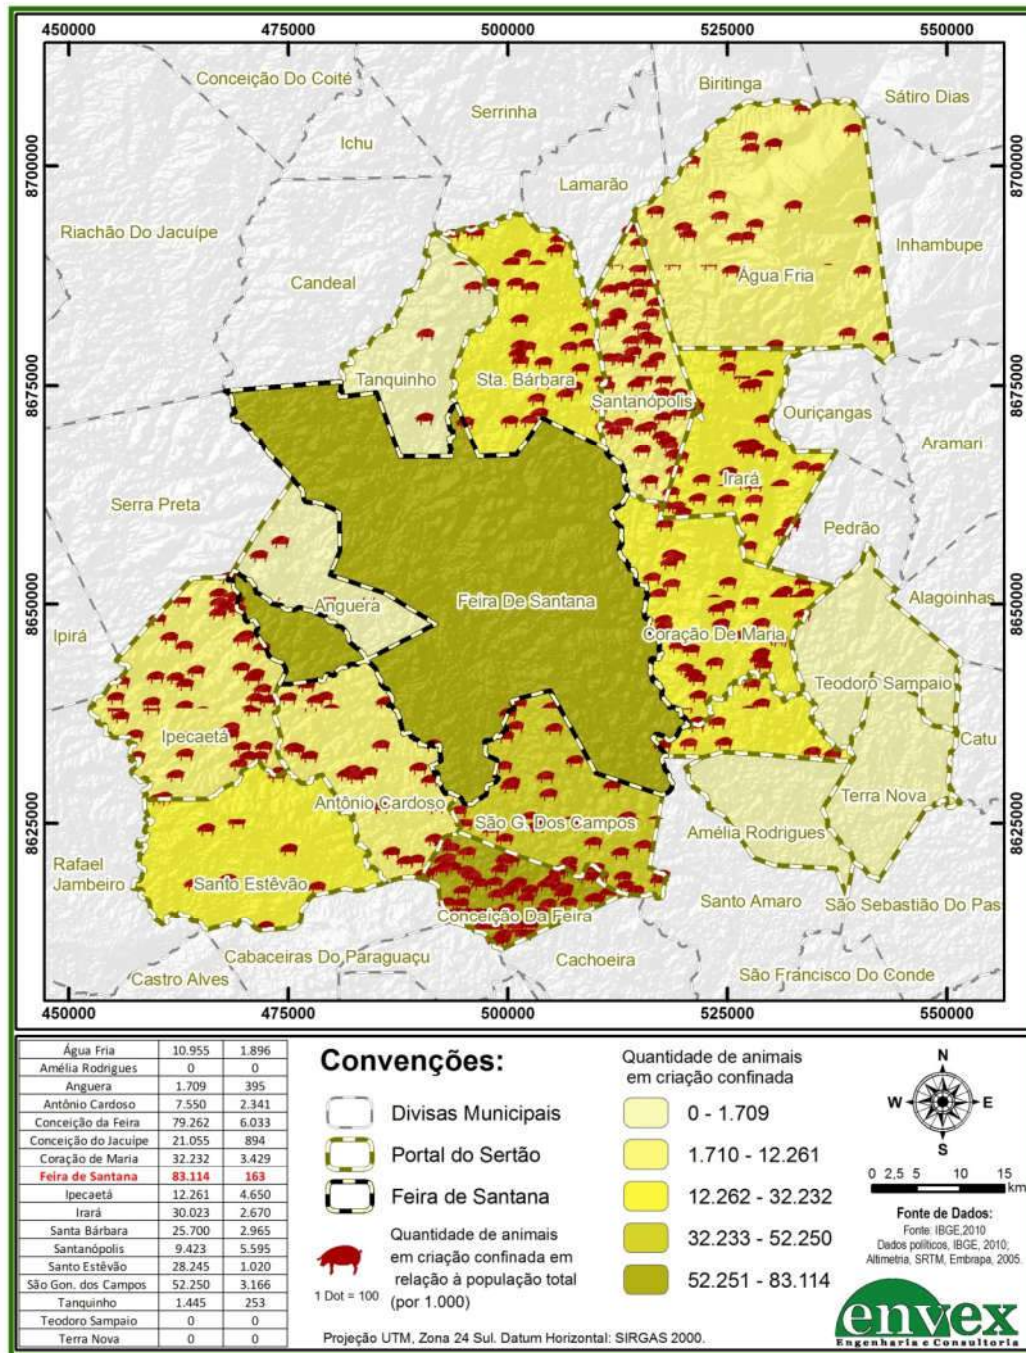 450000 475000 500000 525000 550000
Conceição Do Coité
Biritinga
Sátiro Dias
Serrinha
Ichu
8700000
8700000
Lamarão
Riachão Do Jacuípe
Inhambupe
Candeal
Água Fria
8675000
8675000
Tanquinho
Sta. Bárbara
Santanópolis
Ouriçangas
Aramari
Irará
Serra Preta
Pedrão
8650000
8650000
Anguera
Feira De Santana
Alagoinhas
Ipirá
Coração De Maria
Teodoro Sampaio
Ipecaetá
Catu
Antônio Cardoso
Terra Nova
8625000
8625000
São G. Dos Campos
Amélia Rodrigues
Rafael
Jambeiro
Santo Estêvão
Santo Amaro
São Sebastião Do Pas
Conceição Da Feira
Cabaceiras Do Paraguaçu
Cachoeira
Castro Alves
São Francisco Do Conde
450000 475000 500000 525000 550000
Água Fria 10.955 1.896
Amélia Rodrigues 0 0
Anguera 1.709 395
Antônio Cardoso 7.550 2.341
Conceição da Feira 79.262 6.033
Conceição do Jacuípe 21.055 894
Coração de Maria 32.232 3.429
Feira de Santana 83.114 163
Ipecaetá 12.261 4.650
Irará 30.023 2.670
Santa Bárbara 25.700 2.965
Santanópolis 9.423 5.595
Santo Estêvão 28.245 1.020
São Gon. dos Campos 52.250 3.166
Tanquinho 1.445 253
Teodoro Sampaio 0 0
Terra Nova 0 0
Convenções:
Divisas Municipais
Portal do Sertão
Feira de Santana
Quantidade de animais
em criação confinada em
relação à população total
(por 1.000)
1 Dot = 100
Projeção UTM, Zona 24 Sul. Datum Horizontal: SIRGAS 2000.
Quantidade de animais
em criação confinada
0 - 1.709
1.710 - 12.261
12.262 - 32.232
32.233 - 52.250
52.251 - 83.114
N
W E
S
0 2,5 5 10 15
km
Fonte de Dados:
Fonte: IBGE,2010
Dados políticos, IBGE, 2010;
Altimetria, SRTM, Embrapa, 2005.
envex
Engenharia e Consultoria